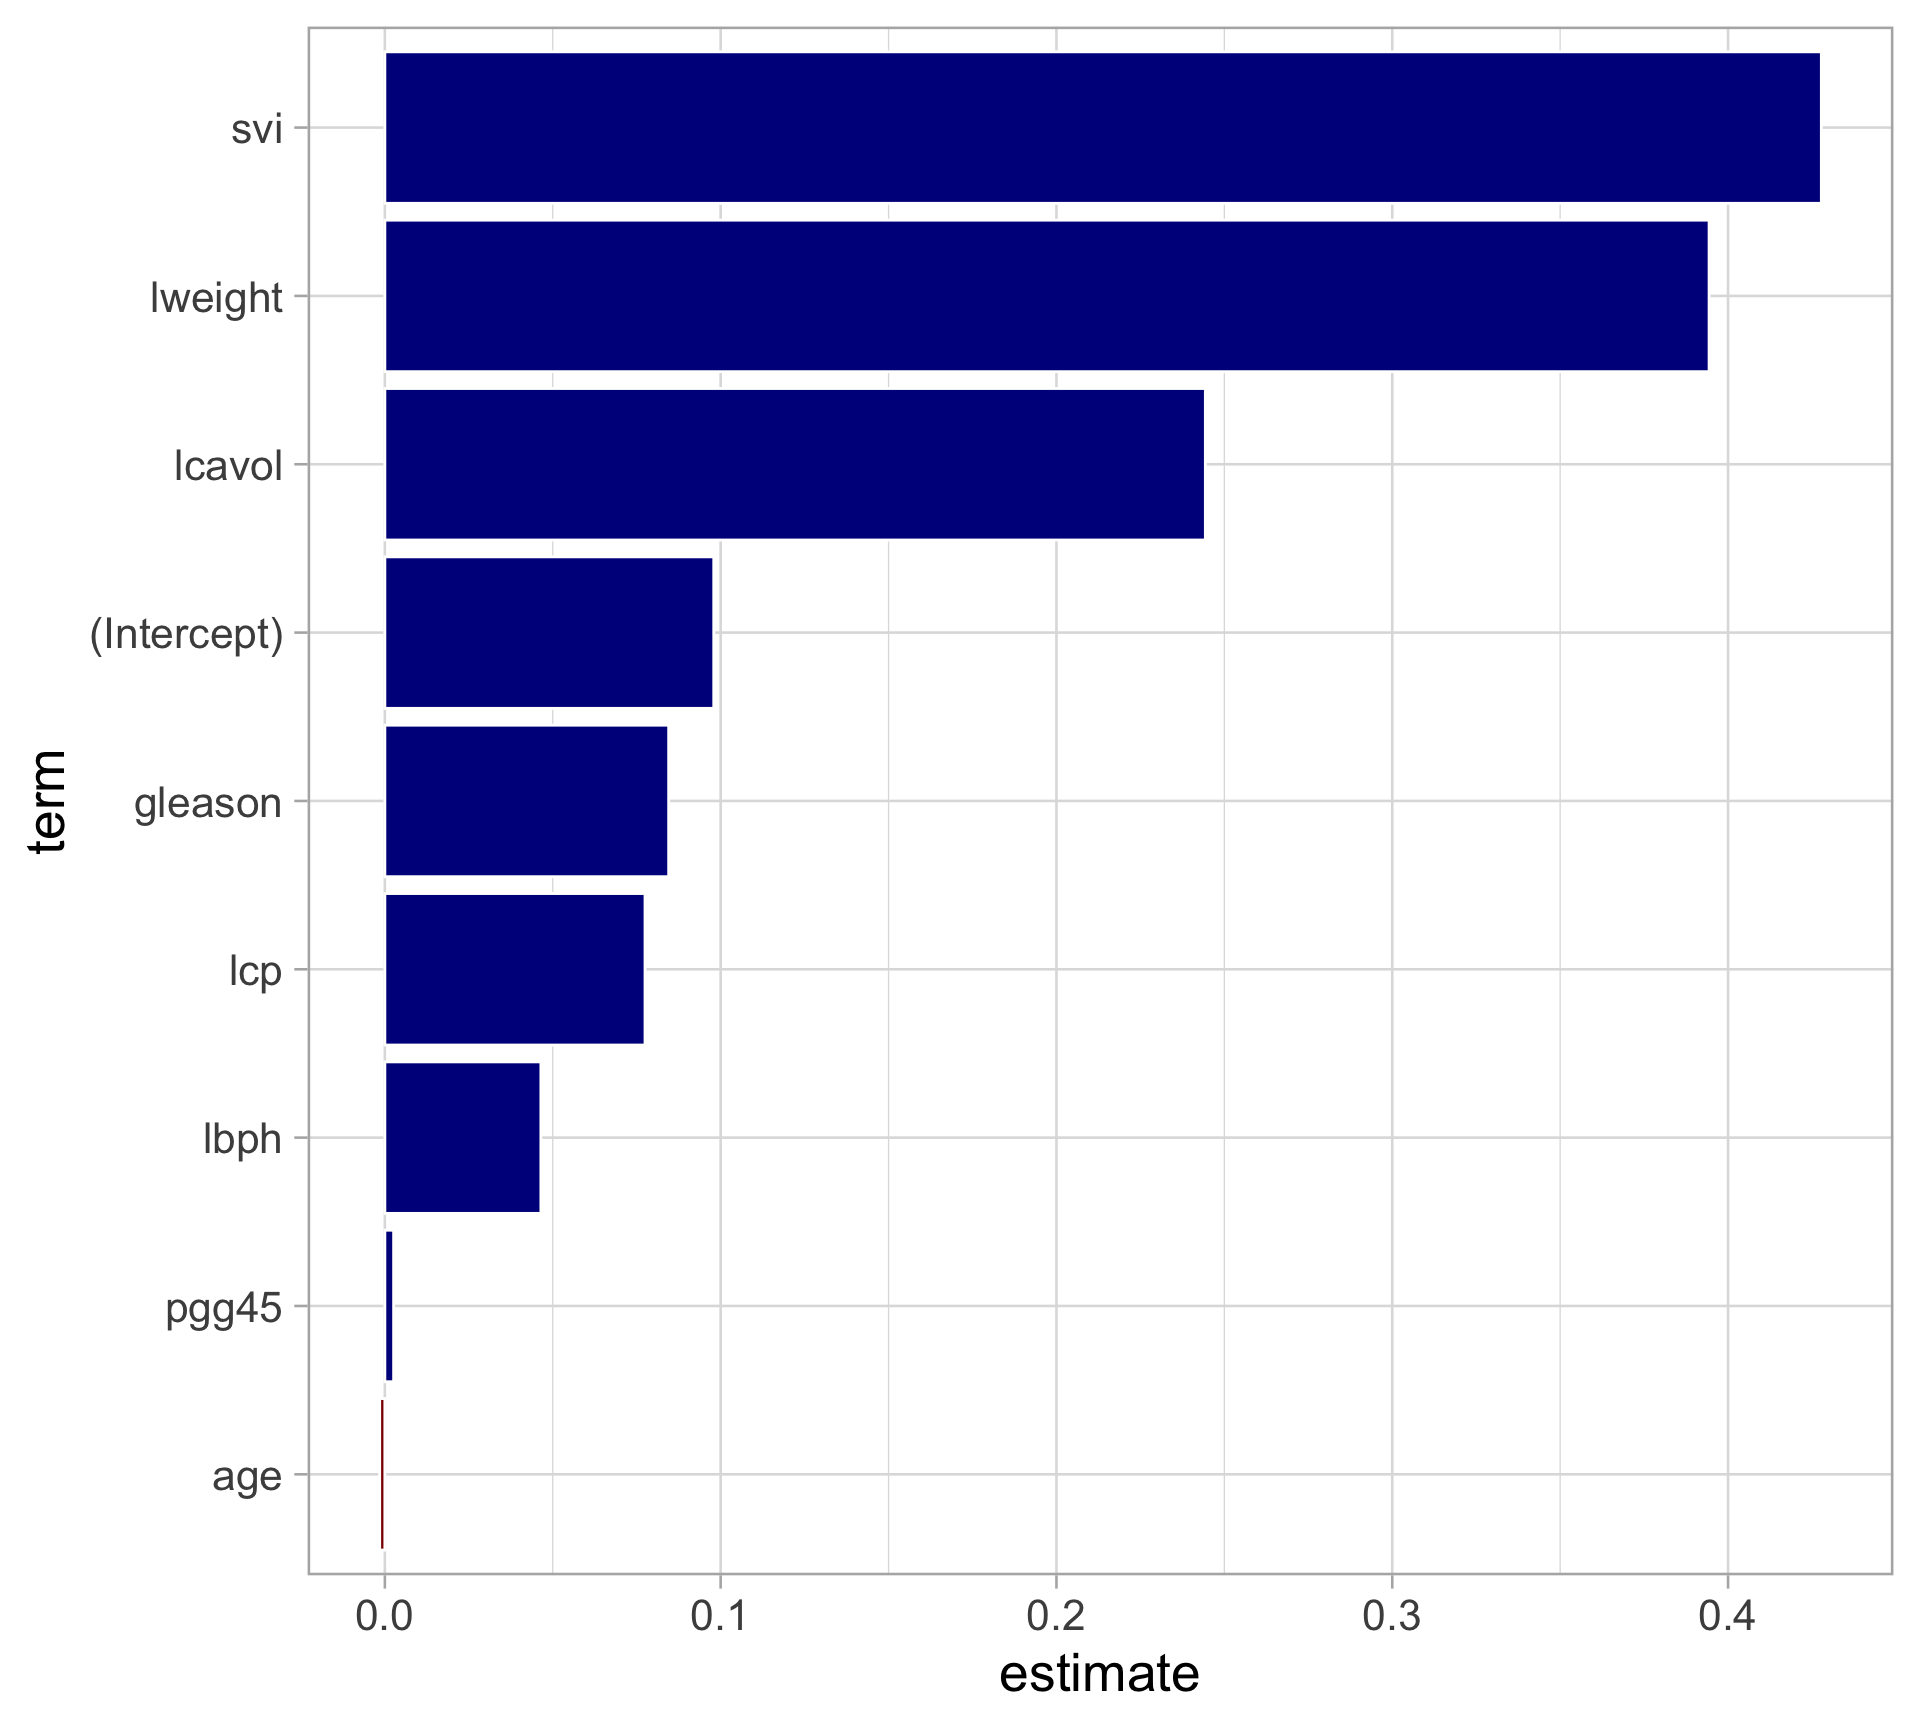 term
svi
lweight
lcavol
(Intercept)
gleason
lcp
lbph
pgg45
age
0.0 0.1 0.2 0.3 0.4
estimate